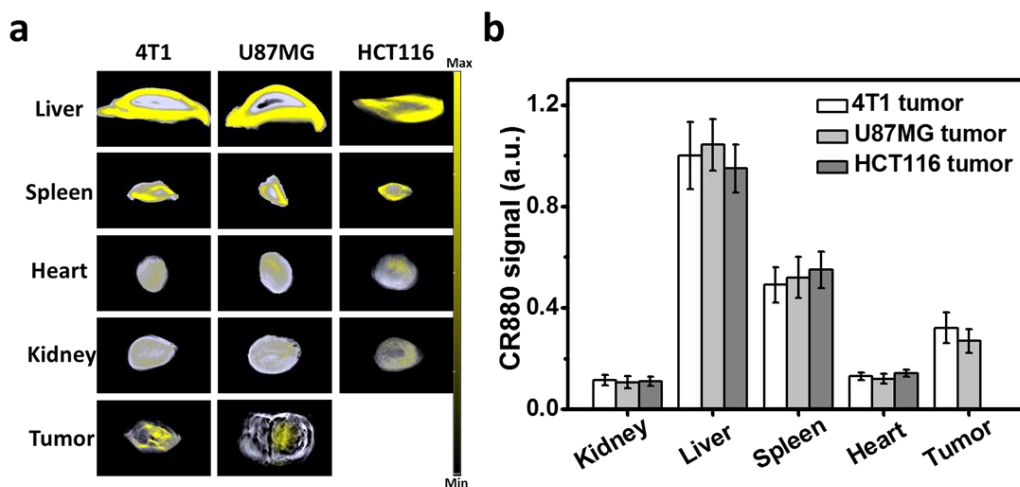 a
4T1 U87MG HCT116
Max
Liver
Spleen
Heart
Kidney
Tumor
Min
b
CR880 signal (a.u.)
1.2
0.8
0.4
0.0
4T1 tumor
U87MG tumor
HCT116 tumor
Kidney Liver Spleen Heart Tumor